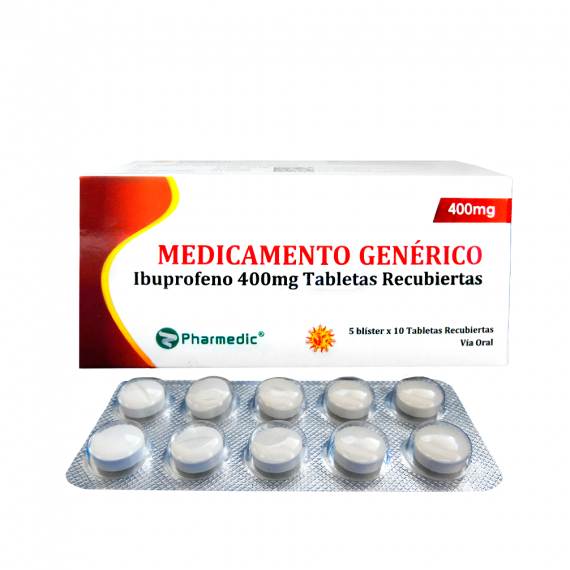 400mg
MEDICAMENTO GENÉRICO
Ibuprofeno 400mg Tabletas Recubiertas
Pharmedic®
5 blíster x 10 Tabletas Recubiertas
Vía Oral